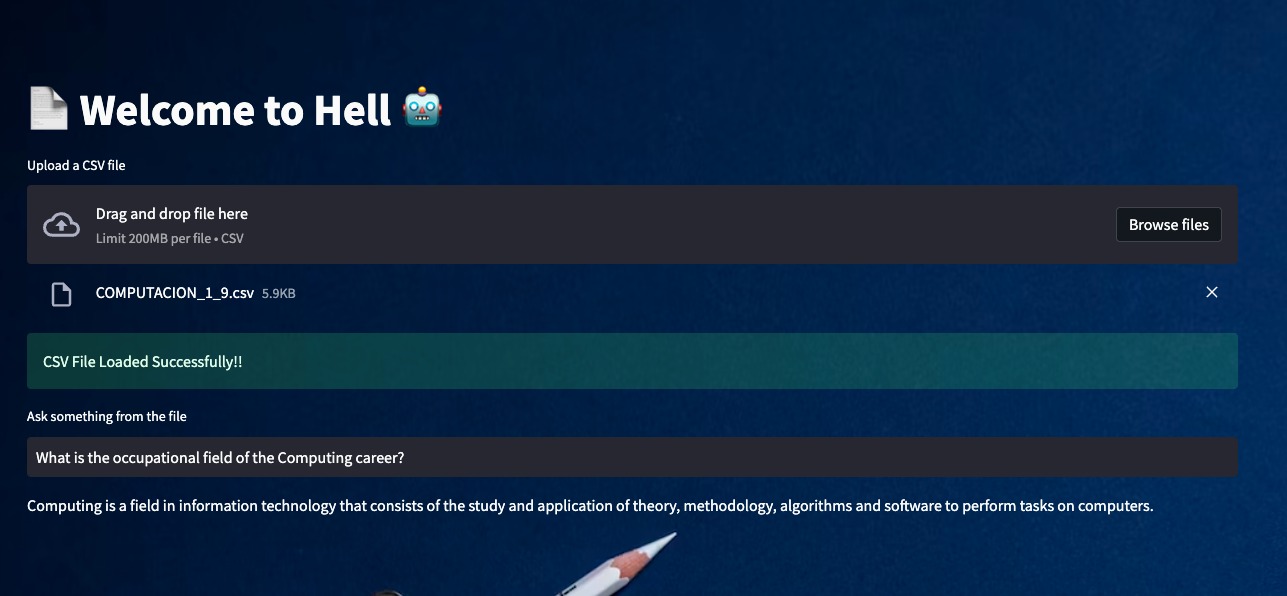 Welcome to Hell
Upload a CSV file
Drag and drop file here
Limit 200MB per file • CSV
Browse files
COMPUTACION_1_9.csv 5.9KB
CSV File Loaded Successfully!!
Ask something from the file
What is the occupational field of the Computing career?
Computing is a field in information technology that consists of the study and application of theory, methodology, algorithms and software to perform tasks on computers.